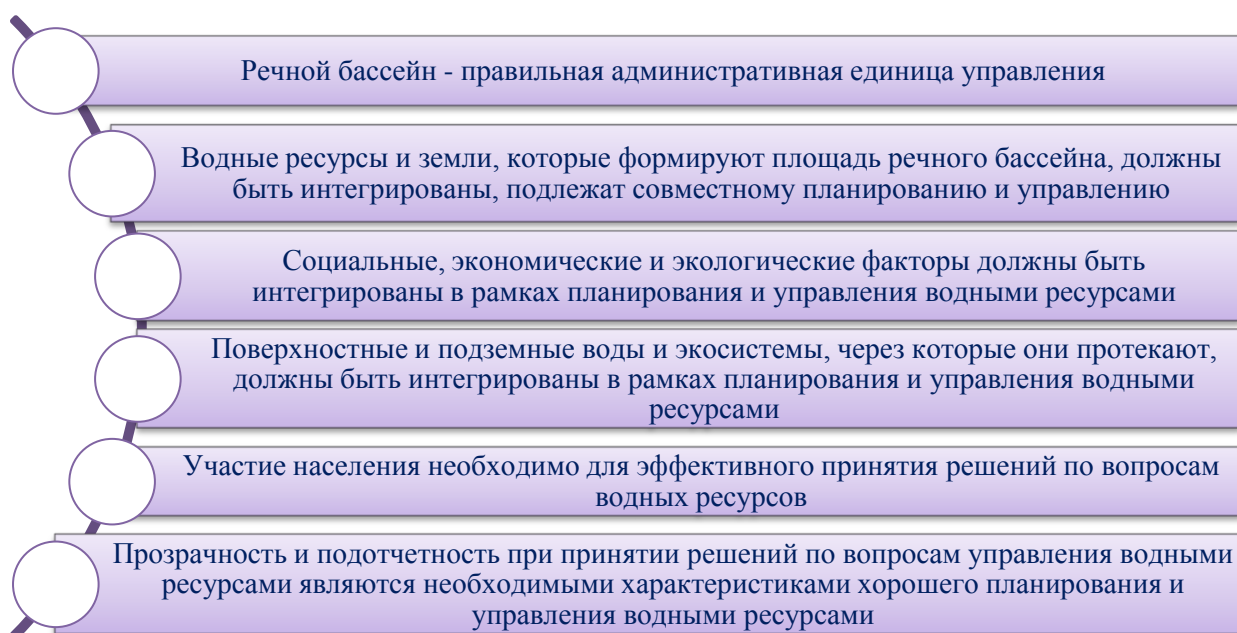 Речной бассейн - правильная административная единица управления
Водные ресурсы и земли, которые формируют площадь речного бассейна, должны
быть интегрированы, подлежат совместному планированию и управлению
Социальные, экономические и экологические факторы должны быть
интегрированы в рамках планирования и управления водными ресурсами
Поверхностные и подземные воды и экосистемы, через которые они протекают,
должны быть интегрированы в рамках планирования и управления водными
ресурсами
Участие населения необходимо для эффективного принятия решений по вопросам
водных ресурсов
Прозрачность и подотчетность при принятии решений по вопросам управления водными
ресурсами являются необходимыми характеристиками хорошего планирования и
управления водными ресурсами